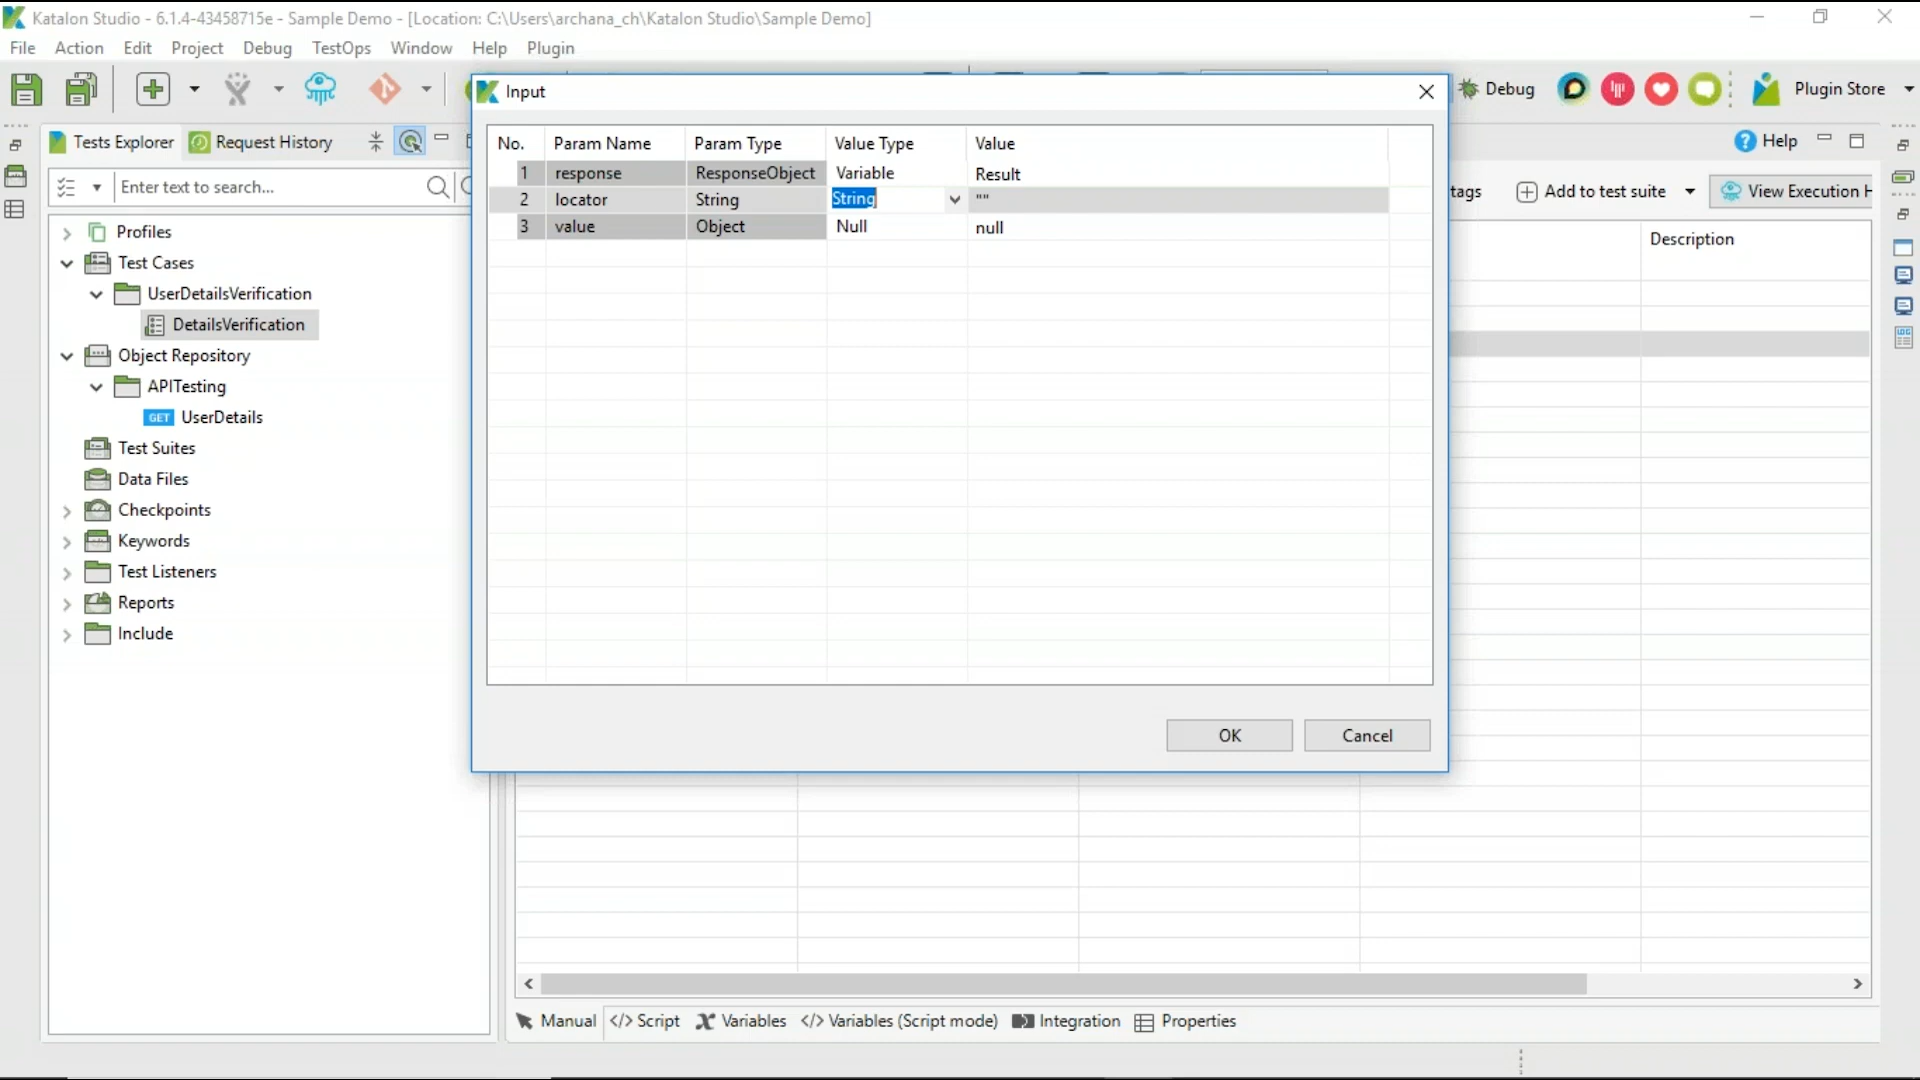 Katalon Studio - 6.1.4-43458715e - Sample Demo - [Location: C:\Users\archana_ch\Katalon Studio\Sample Demo]
File Action Edit Project Debug TestOps Window Help Plugin
Input
Debug
Plugin Store
Tests Explorer
Request History
Help
Enter text to search...
tags
Add to test suite
View Execution H
No. Param Name Param Type Value Type Value
1 response ResponseObject Variable Result
2 locator String String ""
3 value Object Null null
Description
Profiles
Test Cases
UserDetailsVerification
DetailsVerification
Object Repository
APITesting
GET UserDetails
Test Suites
Data Files
Checkpoints
Keywords
Test Listeners
Reports
Include
OK Cancel
Manual </> Script Variables </> Variables (Script mode) Integration Properties